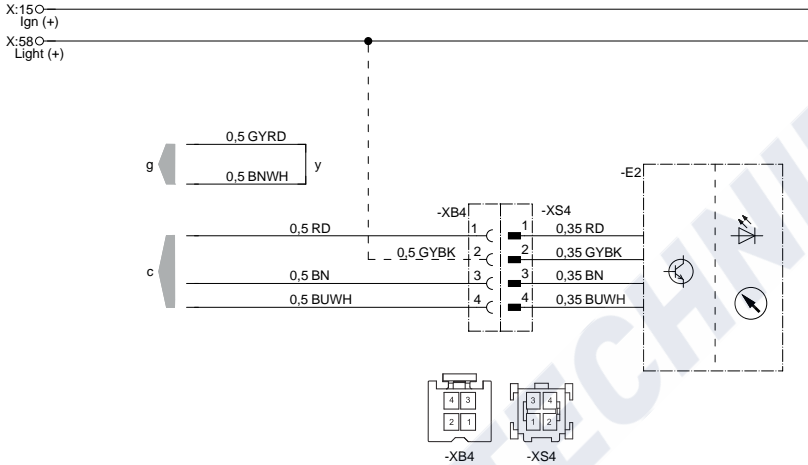 X:15
Ign (+)
X:58
Light (+)
0,5 GYRD
g
y
0,5 BNWH
-E2
-XB4
-XS4
0,5 RD
1
1
0,35 RD
0,5 GYBK
2
2
0,35 GYBK
c
0,5 BN
3
3
0,35 BN
0,5 BUWH
4
4
0,35 BUWH
4 3
3 4
2 1
1 2
-XB4
-XS4
TECHNI